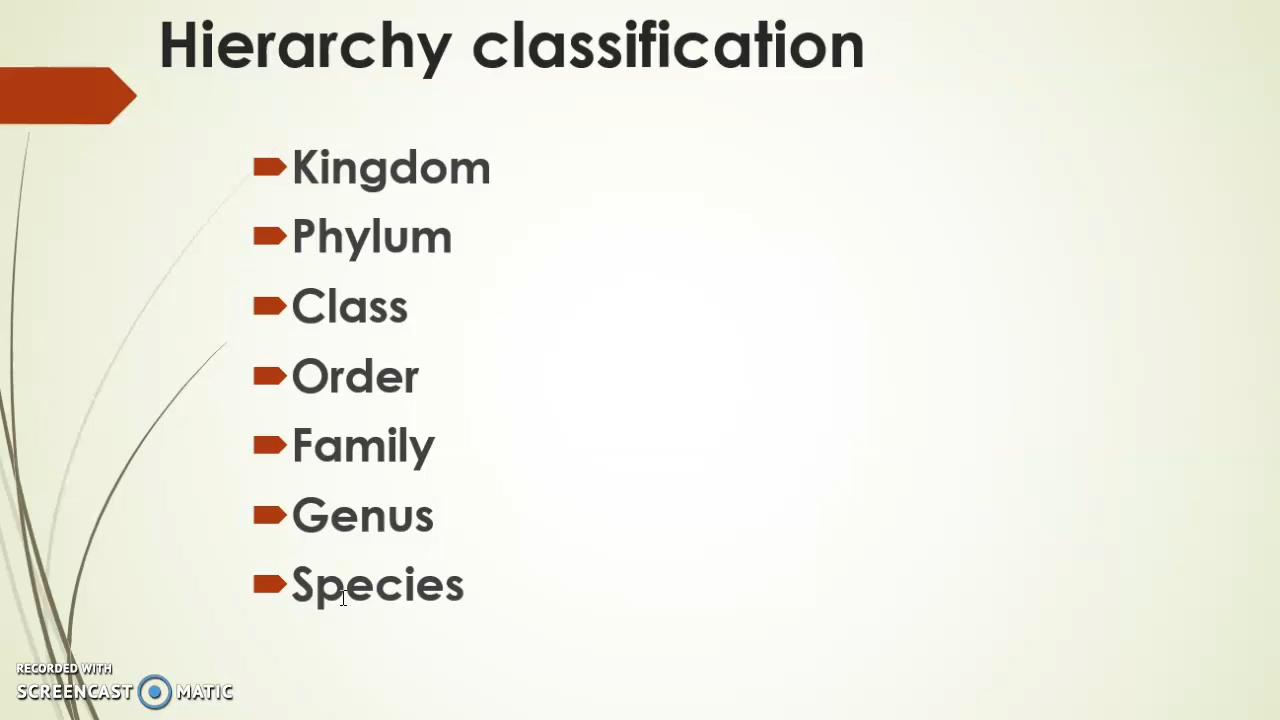 Hierarchy classification
Kingdom
Phylum
Class
Order
Family
Genus
Species
RECORDED WITH
SCREENCAST MATIC